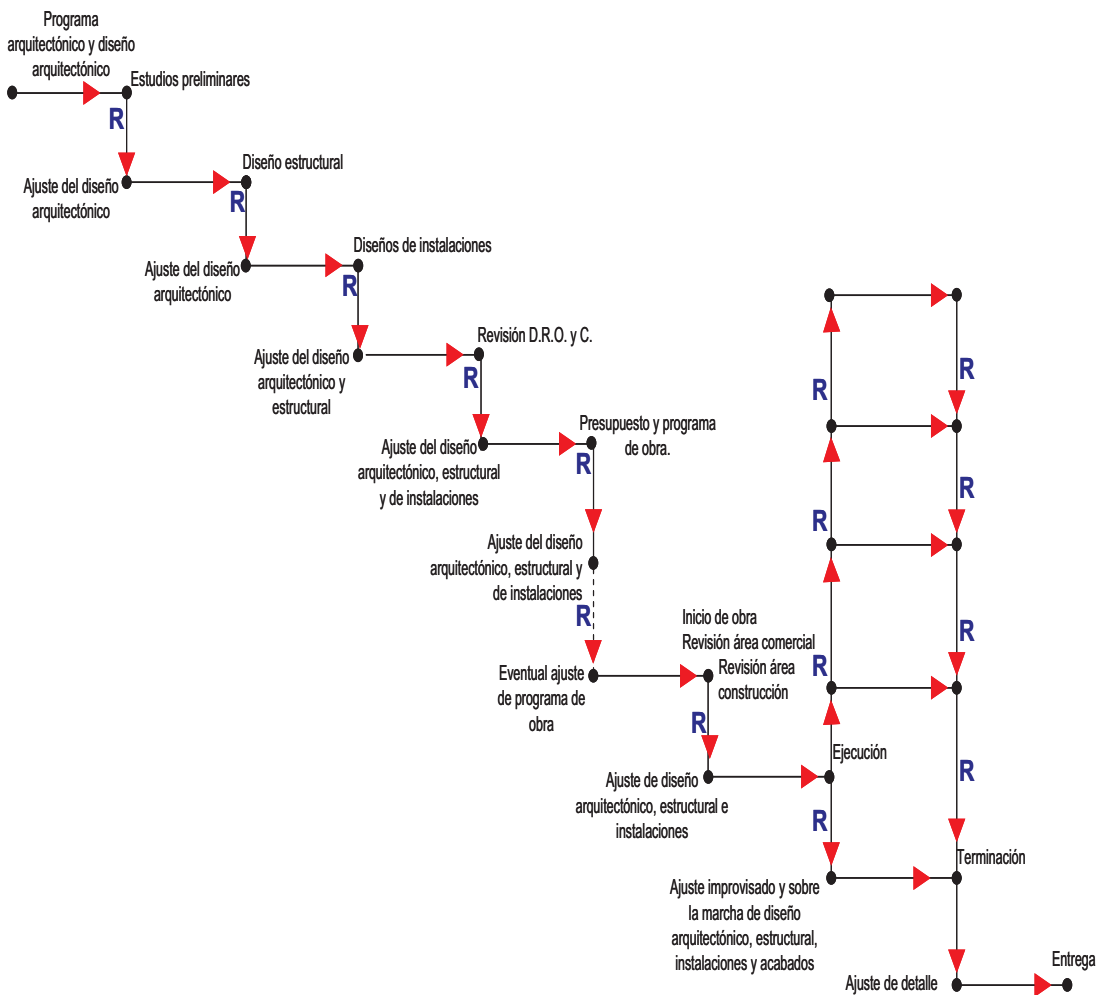 Programa
arquitectónico y diseño
arquitectónico
Estudios preliminares
R
Ajuste del diseño
arquitectónico
Diseño estructural
R
Ajuste del diseño
arquitectónico
Diseños de instalaciones
R
Ajuste del diseño
arquitectónico y
estructural
Revisión D.R.O. y C.
R
Ajuste del diseño
arquitectónico, estructural
y de instalaciones
Presupuesto y programa
de obra.
R
Ajuste del diseño
arquitectónico, estructural y
de instalaciones
R
Eventual ajuste
de programa de
obra
Inicio de obra
Revisión área comercial
Revisión área
construcción
R
Ajuste de diseño
arquitectónico, estructural e
instalaciones
Ejecución
R
R
R
R
R
R
R
R
R
Ajuste improvisado y sobre
la marcha de diseño
arquitectónico, estructural,
instalaciones y acabados
Terminación
Ajuste de detalle
Entrega